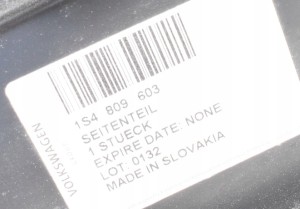 VOLKSWAGEN
1S4 809 603
SEITENTEIL
1 STUECK
EXPIRE DATE: NONE
LOT: 0132
MADE IN SLOVAKIA